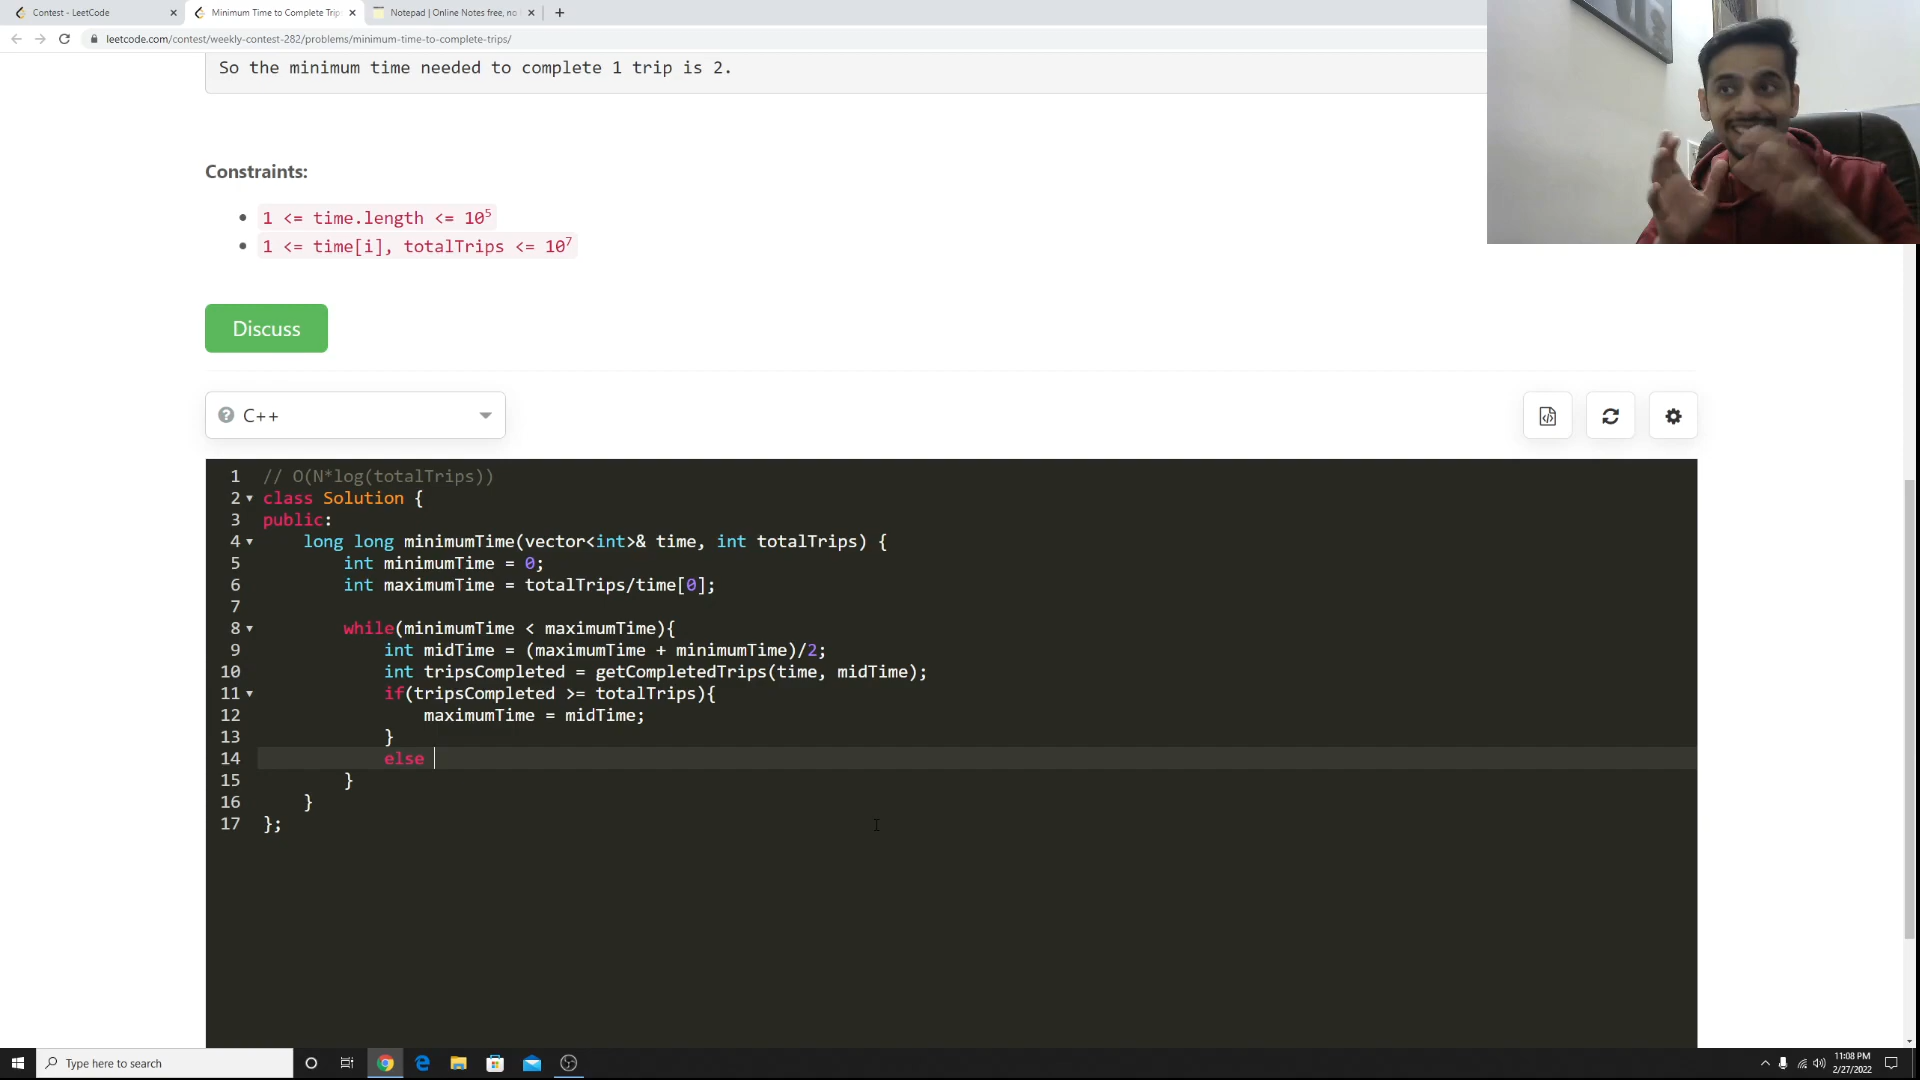 Contest - LeetCode
Minimum Time to Complete Trip
Notepad | Online Notes free, no
leetcode.com/contest/weekly-contest-282/problems/minimum-time-to-complete-trips/
So the minimum time needed to complete 1 trip is 2.
Constraints:
1 <= time.length <= 10⁵
1 <= time[i], totalTrips <= 10⁷
Discuss
C++
1 // O(N*log(totalTrips))
2 class Solution {
3 public:
4 long long minimumTime(vector<int>& time, int totalTrips) {
5 int minimumTime = 0;
6 int maximumTime = totalTrips/time[0];
7
8 while(minimumTime < maximumTime){
9 int midTime = (maximumTime + minimumTime)/2;
10 int tripsCompleted = getCompletedTrips(time, midTime);
11 if(tripsCompleted >= totalTrips){
12 maximumTime = midTime;
13 }
14 else
15 }
16 }
17 };
Type here to search
11:08 PM
2/27/2022